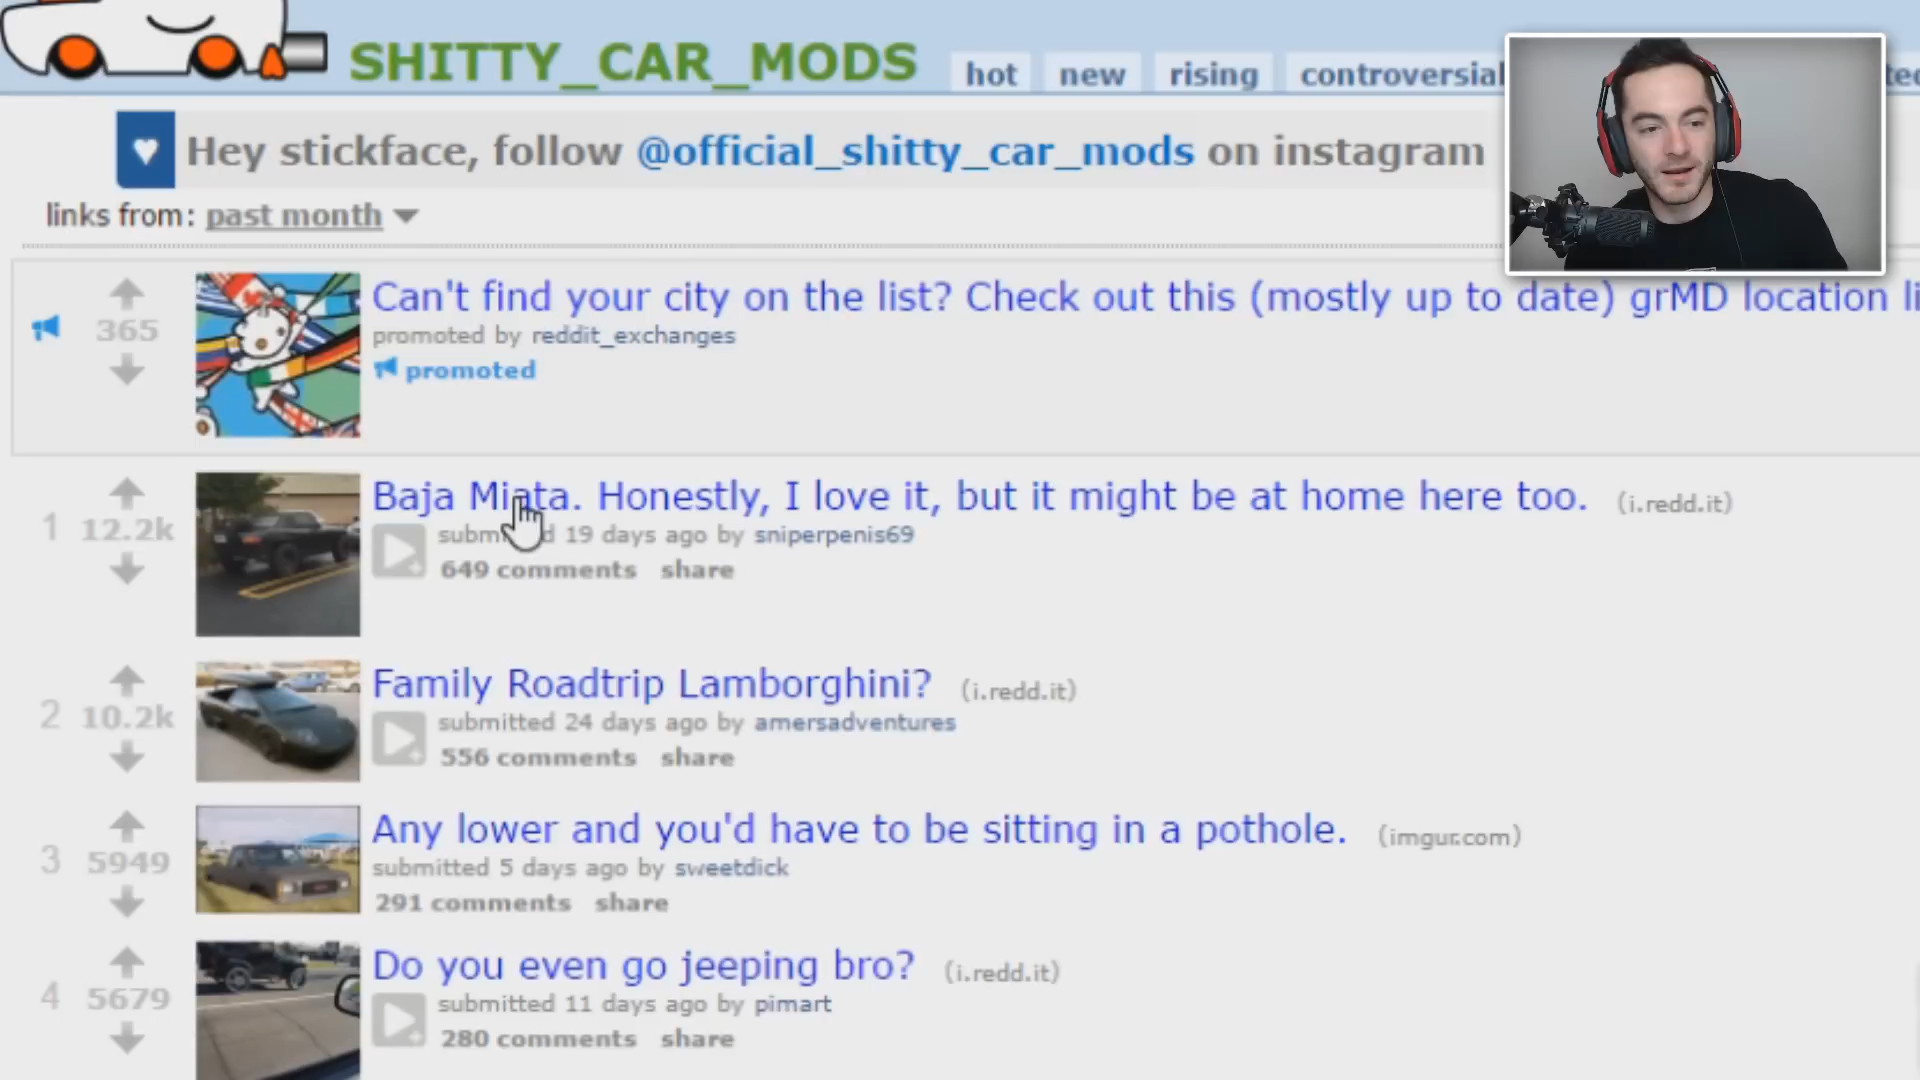 SHITTY_CAR_MODS hot new rising controversial
Hey stickface, follow @official_shitty_car_mods on instagram
links from: past month
Can't find your city on the list? Check out this (mostly up to date) grMD location
365
promoted by reddit_exchanges
promoted
Baja Miata. Honestly, I love it, but it might be at home here too. (i.redd.it)
1 12.2k
19 days ago by sniperpenis69
649 comments share
Family Roadtrip Lamborghini? (i.redd.it)
2 10.2k
submitted 24 days ago by amersadventures
556 comments share
Any lower and you'd have to be sitting in a pothole. (imgur.com)
3 5949
submitted 5 days ago by sweetdick
291 comments share
Do you even go jeeping bro? (i.redd.it)
4 5679
submitted 11 days ago by pimart
280 comments share